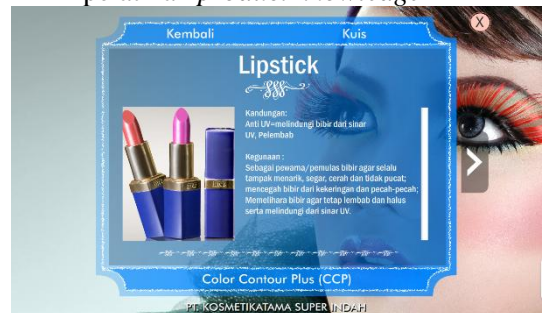 Kembali
Kuis
X
Lipstick
Kandungan:
Anti UV=melindungi bibir dari sinar
UV, Pelembab
Kegunaan :
Sebagai pewarna/pemulas bibir agar selalu
tampak menarik, segar, cerah dan tidak pucat;
mencegah bibir dari kekeringan dan pecah-pecah;
Memelihara bibir agar tetap lembab dan halus
serta melindungi dari sinar UV.
Color Contour Plus (CCP)
PT. KOSMETIKATAMA SUPER INDAH